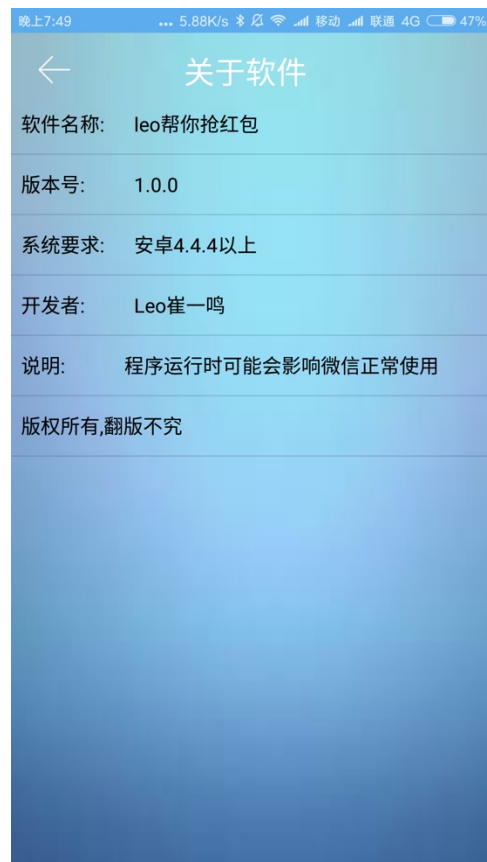 晚上7:49 ... 5.88K/s 移动 联通 4G 47%
关于软件
软件名称: leo帮你抢红包
版本号: 1.0.0
系统要求: 安卓4.4.4以上
开发者: Leo崔一鸣
说明: 程序运行时可能会影响微信正常使用
版权所有,翻版不究